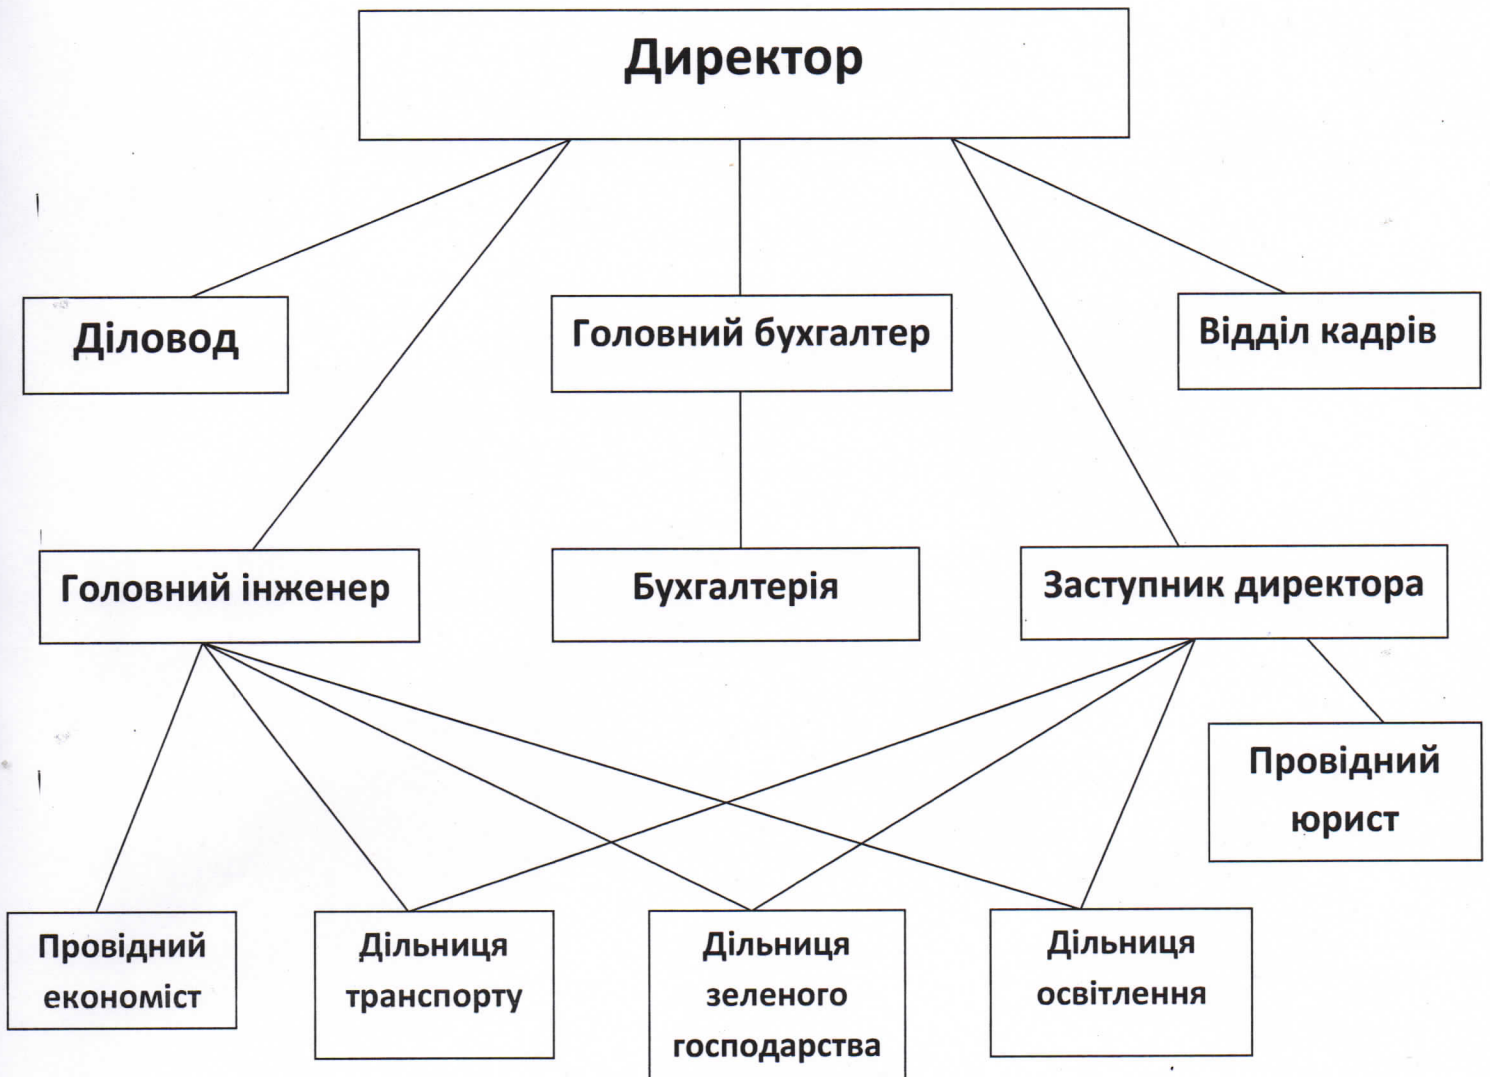 Директор
Діловод
Головний бухгалтер
Відділ кадрів
Головний інженер
Бухгалтерія
Заступник директора
Провідний
юрист
Провідний
економіст
Дільниця
транспорту
Дільниця
зеленого
господарства
Дільниця
освітлення